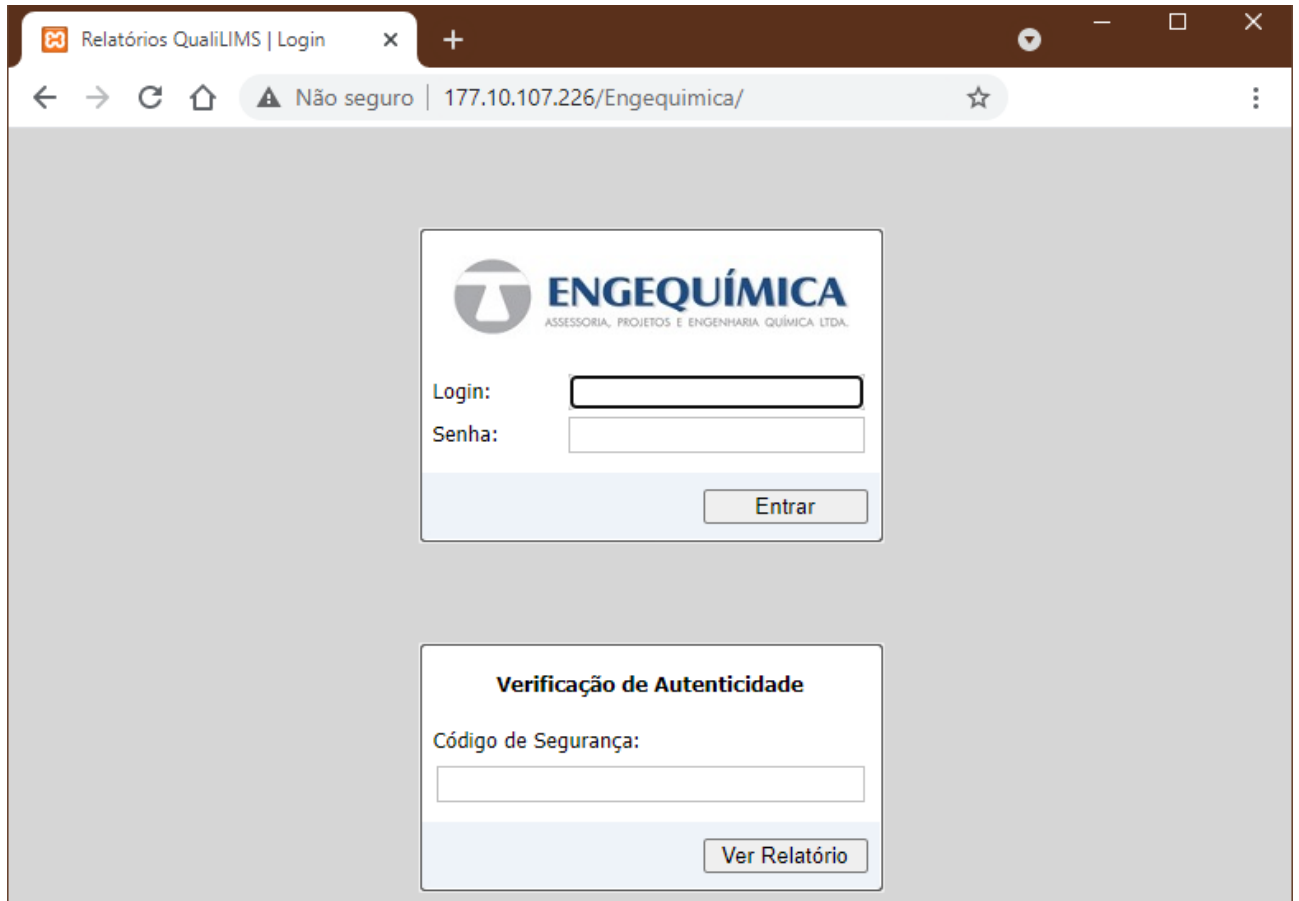 Relatórios QualiLIMS | Login
Não seguro | 177.10.107.226/Engequimica/
ENGEQUÍMICA
ASSESSORIA, PROJETOS E ENGENHARIA QUÍMICA LTDA.
Login:
Senha:
Entrar
Verificação de Autenticidade
Código de Segurança:
Ver Relatório